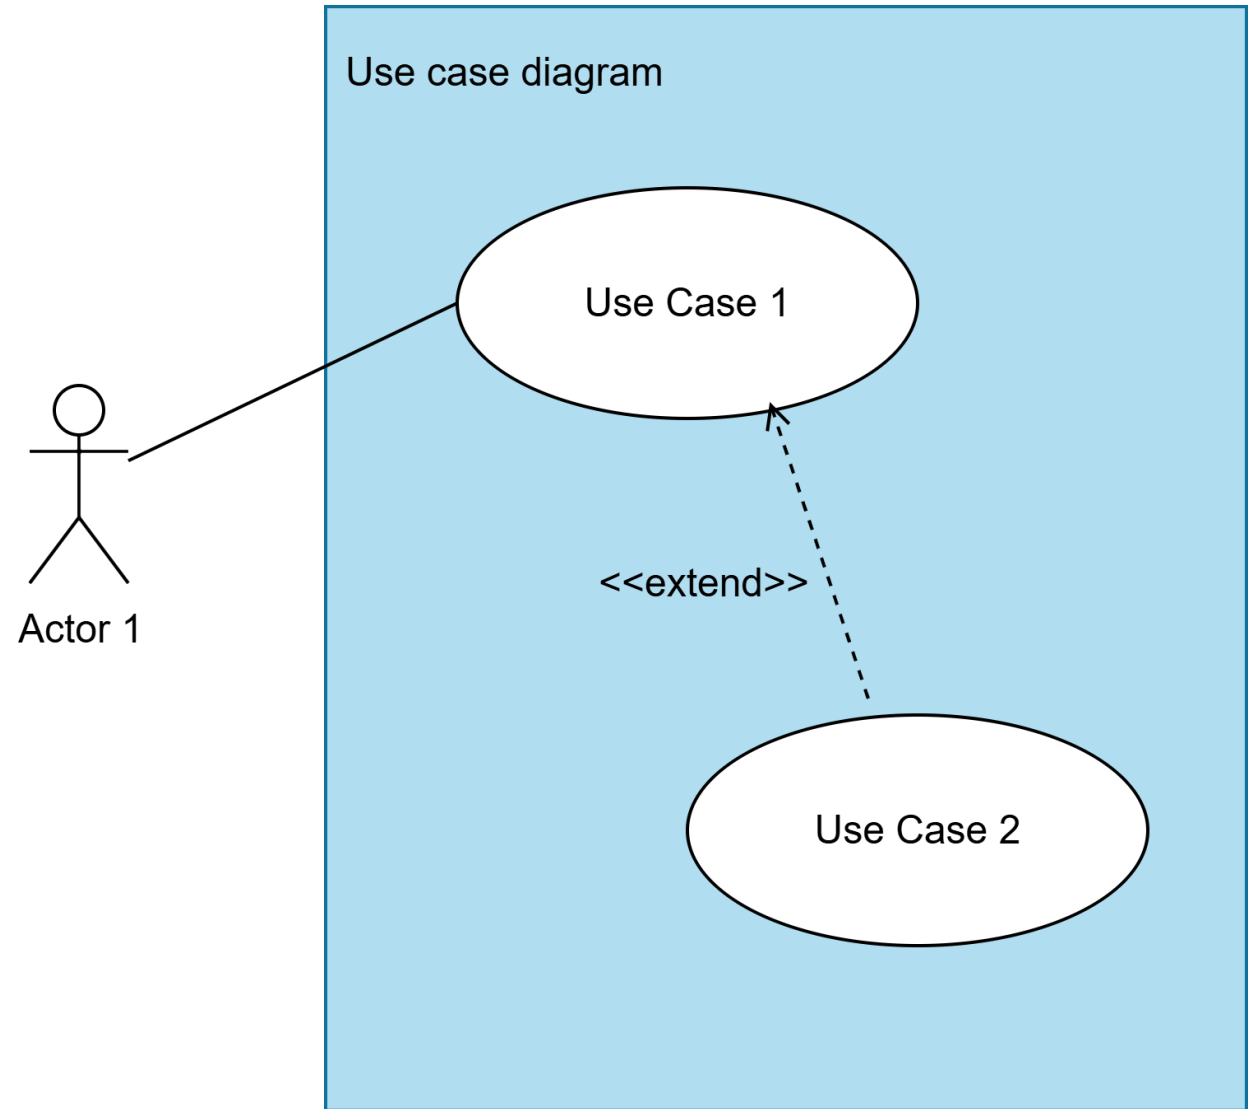 Use case diagram
Use Case 1
<<extend>>
Actor 1
Use Case 2